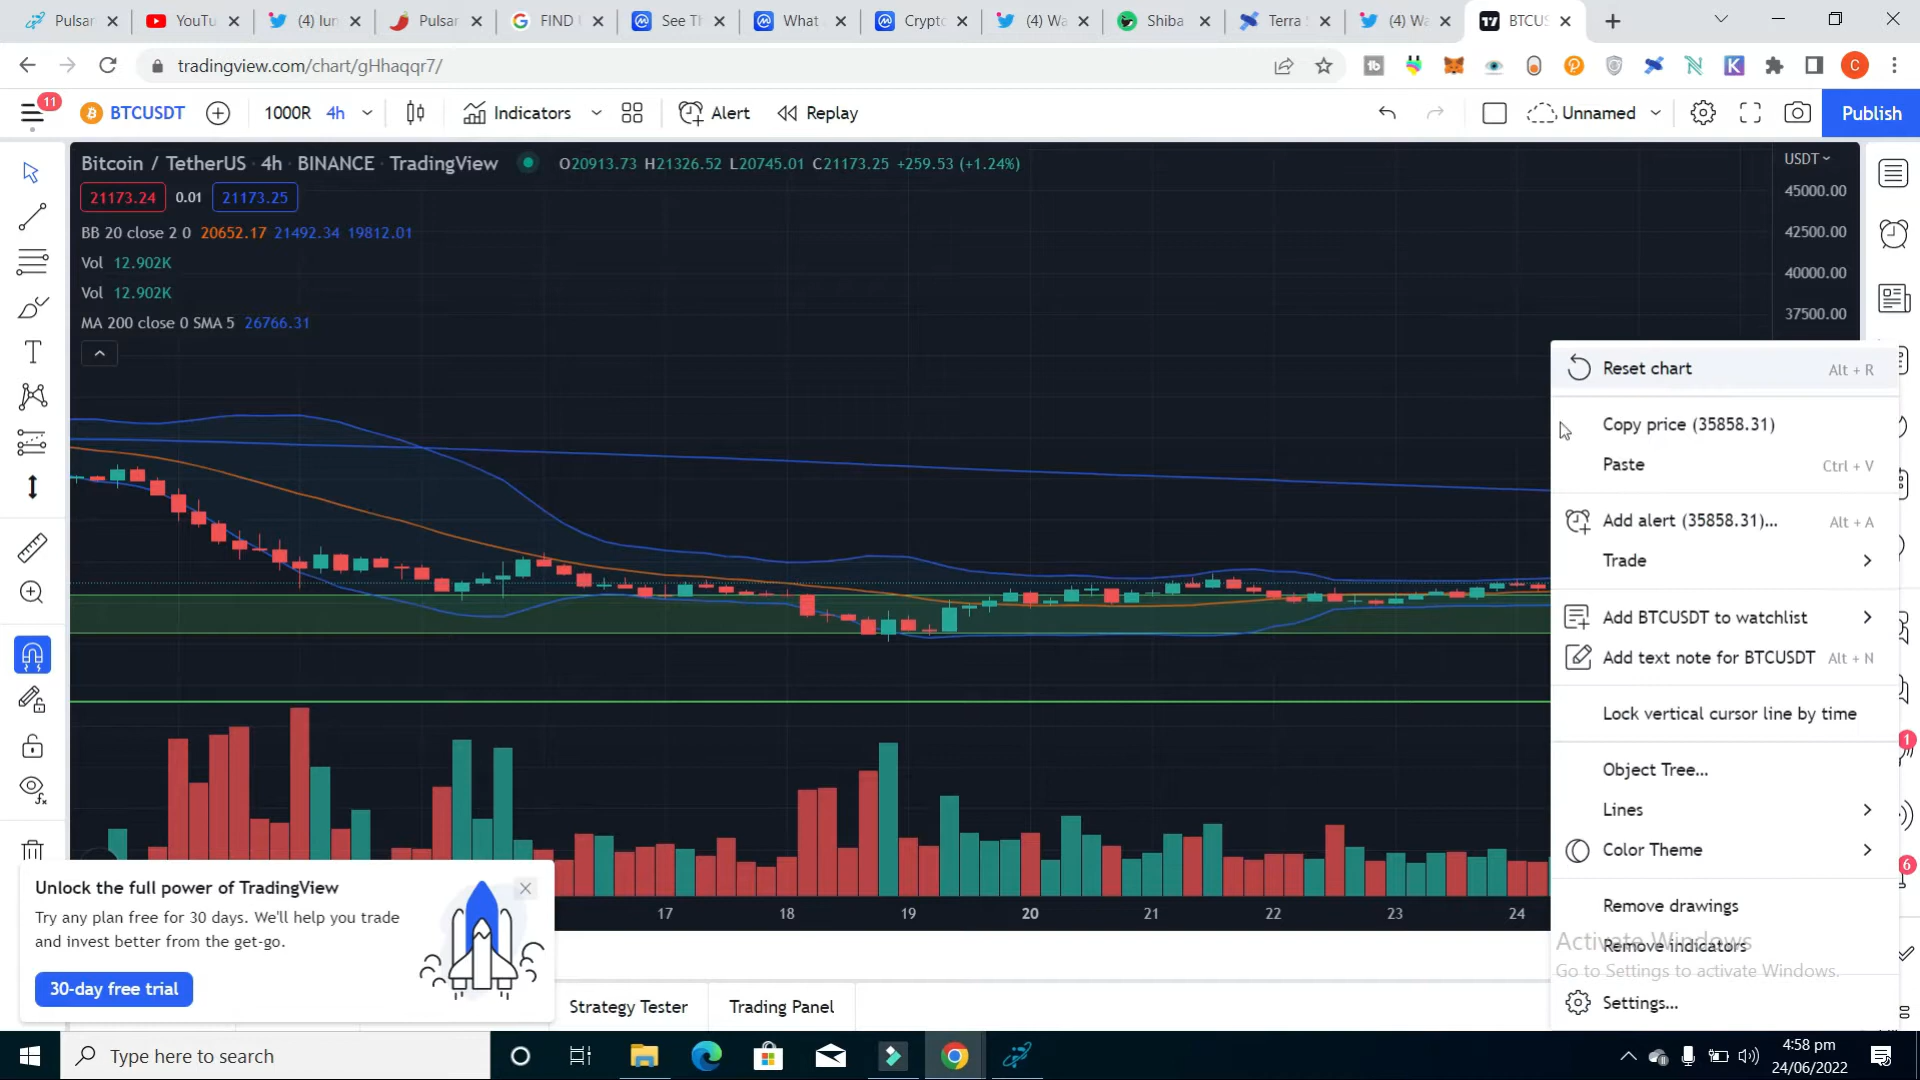 Pulsar
YouTu
(4) lun
Pulsar
FIND
See Th
What
Crypto
(4) Wa
Shiba
Terra
(4) Wa
BTCUS
tradingview.com/chart/gHhaqqr7/
C
11
BTCUSDT
1000R
4h
Indicators
Alert
Replay
Unnamed
Publish
Bitcoin / TetherUS · 4h · BINANCE · TradingView
O20913.73 H21326.52 L20745.01 C21173.25 +259.53 (+1.24%)
USDT
21173.24
0.01
21173.25
BB 20 close 2 0 20652.17 21492.34 19812.01
Vol 12.902K
Vol 12.902K
MA 200 close 0 SMA 5 26766.31
45000.00
42500.00
40000.00
37500.00
Reset chart Alt + R
Copy price (35858.31)
Paste Ctrl + V
Add alert (35858.31)... Alt + A
Trade
Add BTCUSDT to watchlist
Add text note for BTCUSDT Alt + N
Lock vertical cursor line by time
Object Tree...
Lines
Color Theme
Remove drawings
Remove indicators
Settings...
Activate Windows
Go to Settings to activate Windows.
1
6
17 18 19 20 21 22 23 24
Unlock the full power of TradingView
Try any plan free for 30 days. We'll help you trade
and invest better from the get-go.
30-day free trial
Strategy Tester
Trading Panel
Type here to search
4:58 pm
24/06/2022